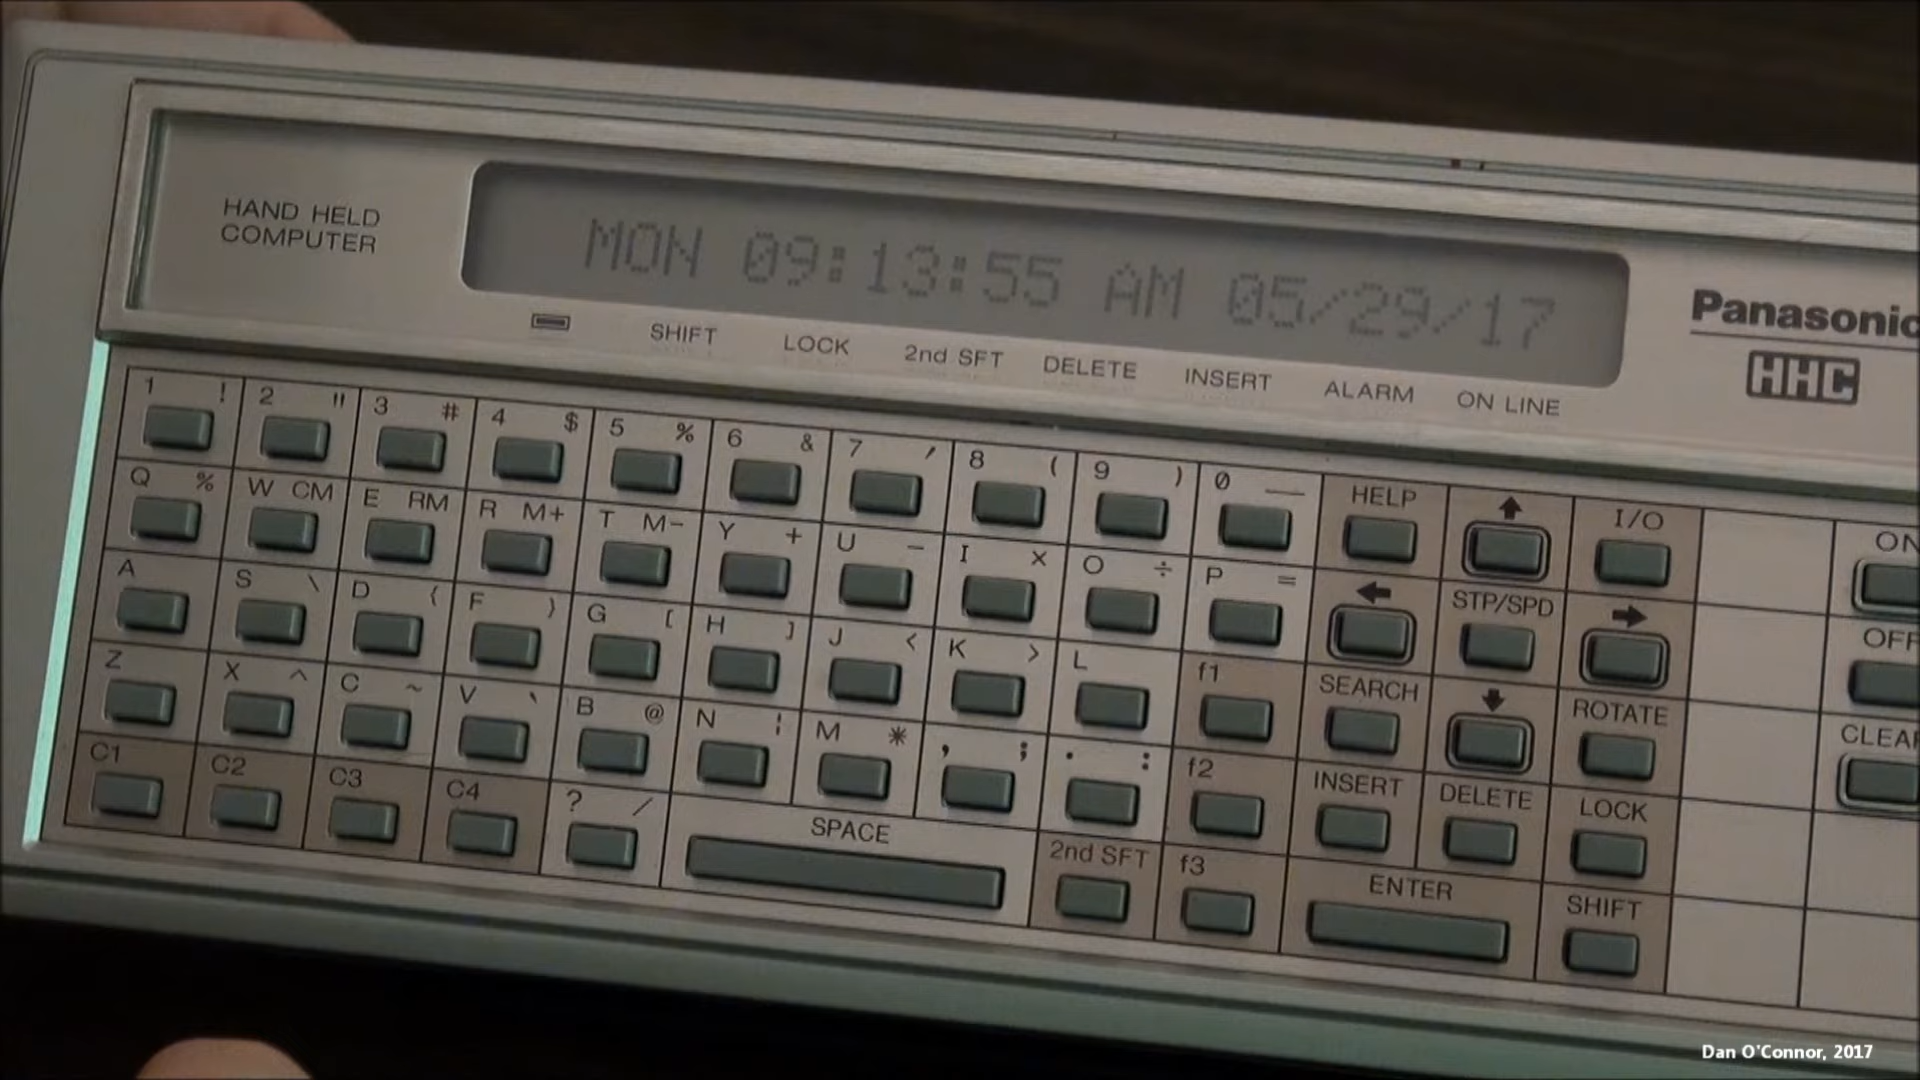 HAND HELD
COMPUTER
MON 09:13:55 AM 05/29/17
Panasonic
HHC
SHIFT LOCK 2nd SFT DELETE INSERT ALARM ON LINE
1 ! 2 " 3 # 4 $ 5 % 6 & 7 ' 8 ( 9 ) 0 — HELP I/O ON
Q % W CM E RM R M+ T M- Y + U - I × O ÷ P = STP/SPD OFF
A S \ D { F } G [ H ] J < K > L f1 SEARCH ROTATE CLEAR
Z X ^ C ~ V ` B @ N ¦ M * , ; . : f2 INSERT DELETE LOCK
C1 C2 C3 C4 ? / SPACE 2nd SFT f3 ENTER SHIFT
Dan O'Connor, 2017